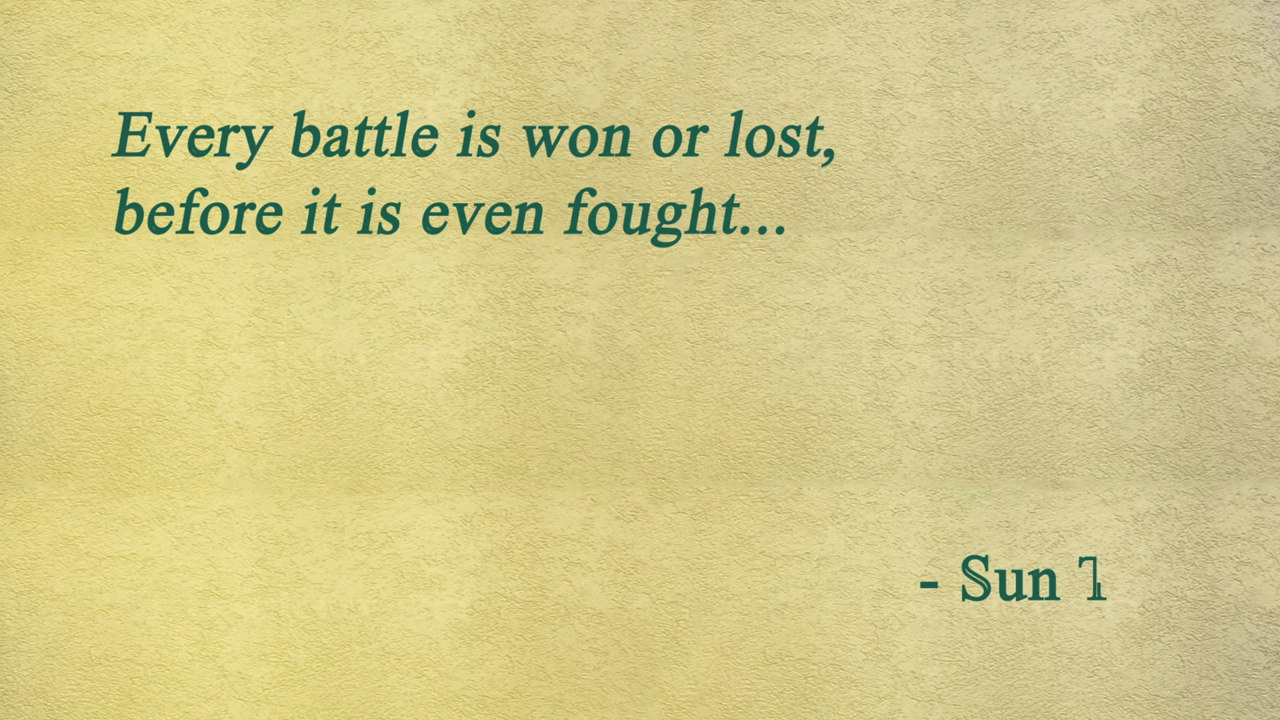 Every battle is won or lost,
before it is even fought...
- Sun